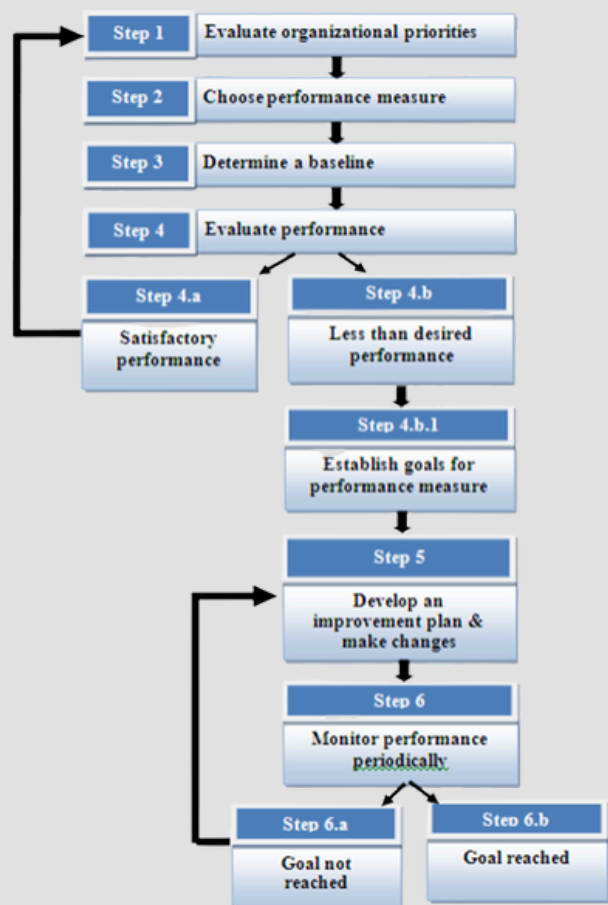 Step 1
Evaluate organizational priorities
Step 2
Choose performance measure
Step 3
Determine a baseline
Step 4
Evaluate performance
Step 4.a
Satisfactory
performance
Step 4.b
Less than desired
performance
Step 4.b.1
Establish goals for
performance measure
Step 5
Develop an
improvement plan &
make changes
Step 6
Monitor performance
periodically
Step 6.a
Goal not
reached
Step 6.b
Goal reached